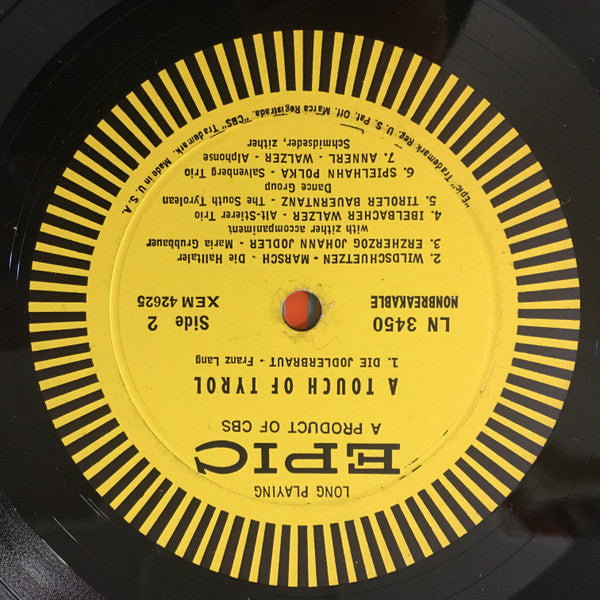 LONG PLAYING
EPIC
A PRODUCT OF CBS
A TOUCH OF TYROL
1. DIE JODLERBRAUT - Franz Lang
LN 3450
NONBREAKABLE
Side 2
XEM 42625
2. WILDSCHUETZEN - MARSCH - Die Halltaler
3. ERZHERZOG JOHANN JODLER - Maria Grubbauer
with zither accompaniment
4. IBELBACHER WALZER - Alt-Stierer Trio
5. TIROLER BAUERNTANZ - The South Tyrolean
Dance Group
6. SPIELHAHN POLKA - Salvenberg Trio
7. ANNERL - WALZER - Alphonse
Schmidseder, zither
"Epic" Trademark Reg. U. S. Pat. Off. Marca Registrada. "CBS" Trademark. Made in U. S. A.